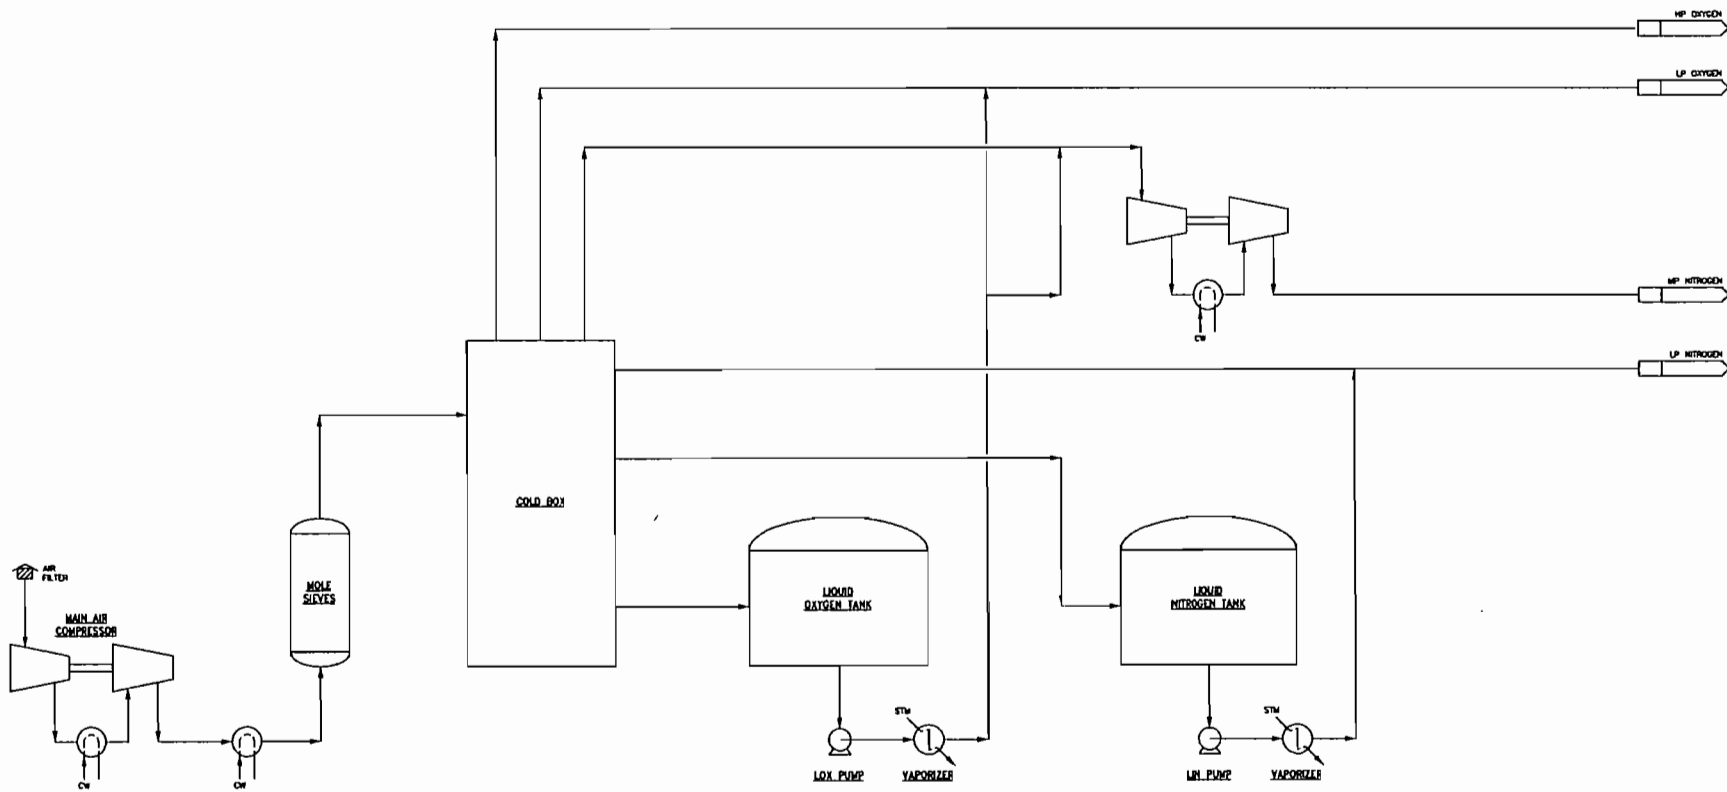 HP OXYGEN
LP OXYGEN
MP NITROGEN
CW
LP NITROGEN
COLD BOX
AIR
FILTER
MOLE
SIEVES
LIQUID
OXYGEN TANK
LIQUID
NITROGEN TANK
MAIN AIR
COMPRESSOR
STM
STM
CW
CW
LOX PUMP
VAPORIZER
LIN PUMP
VAPORIZER